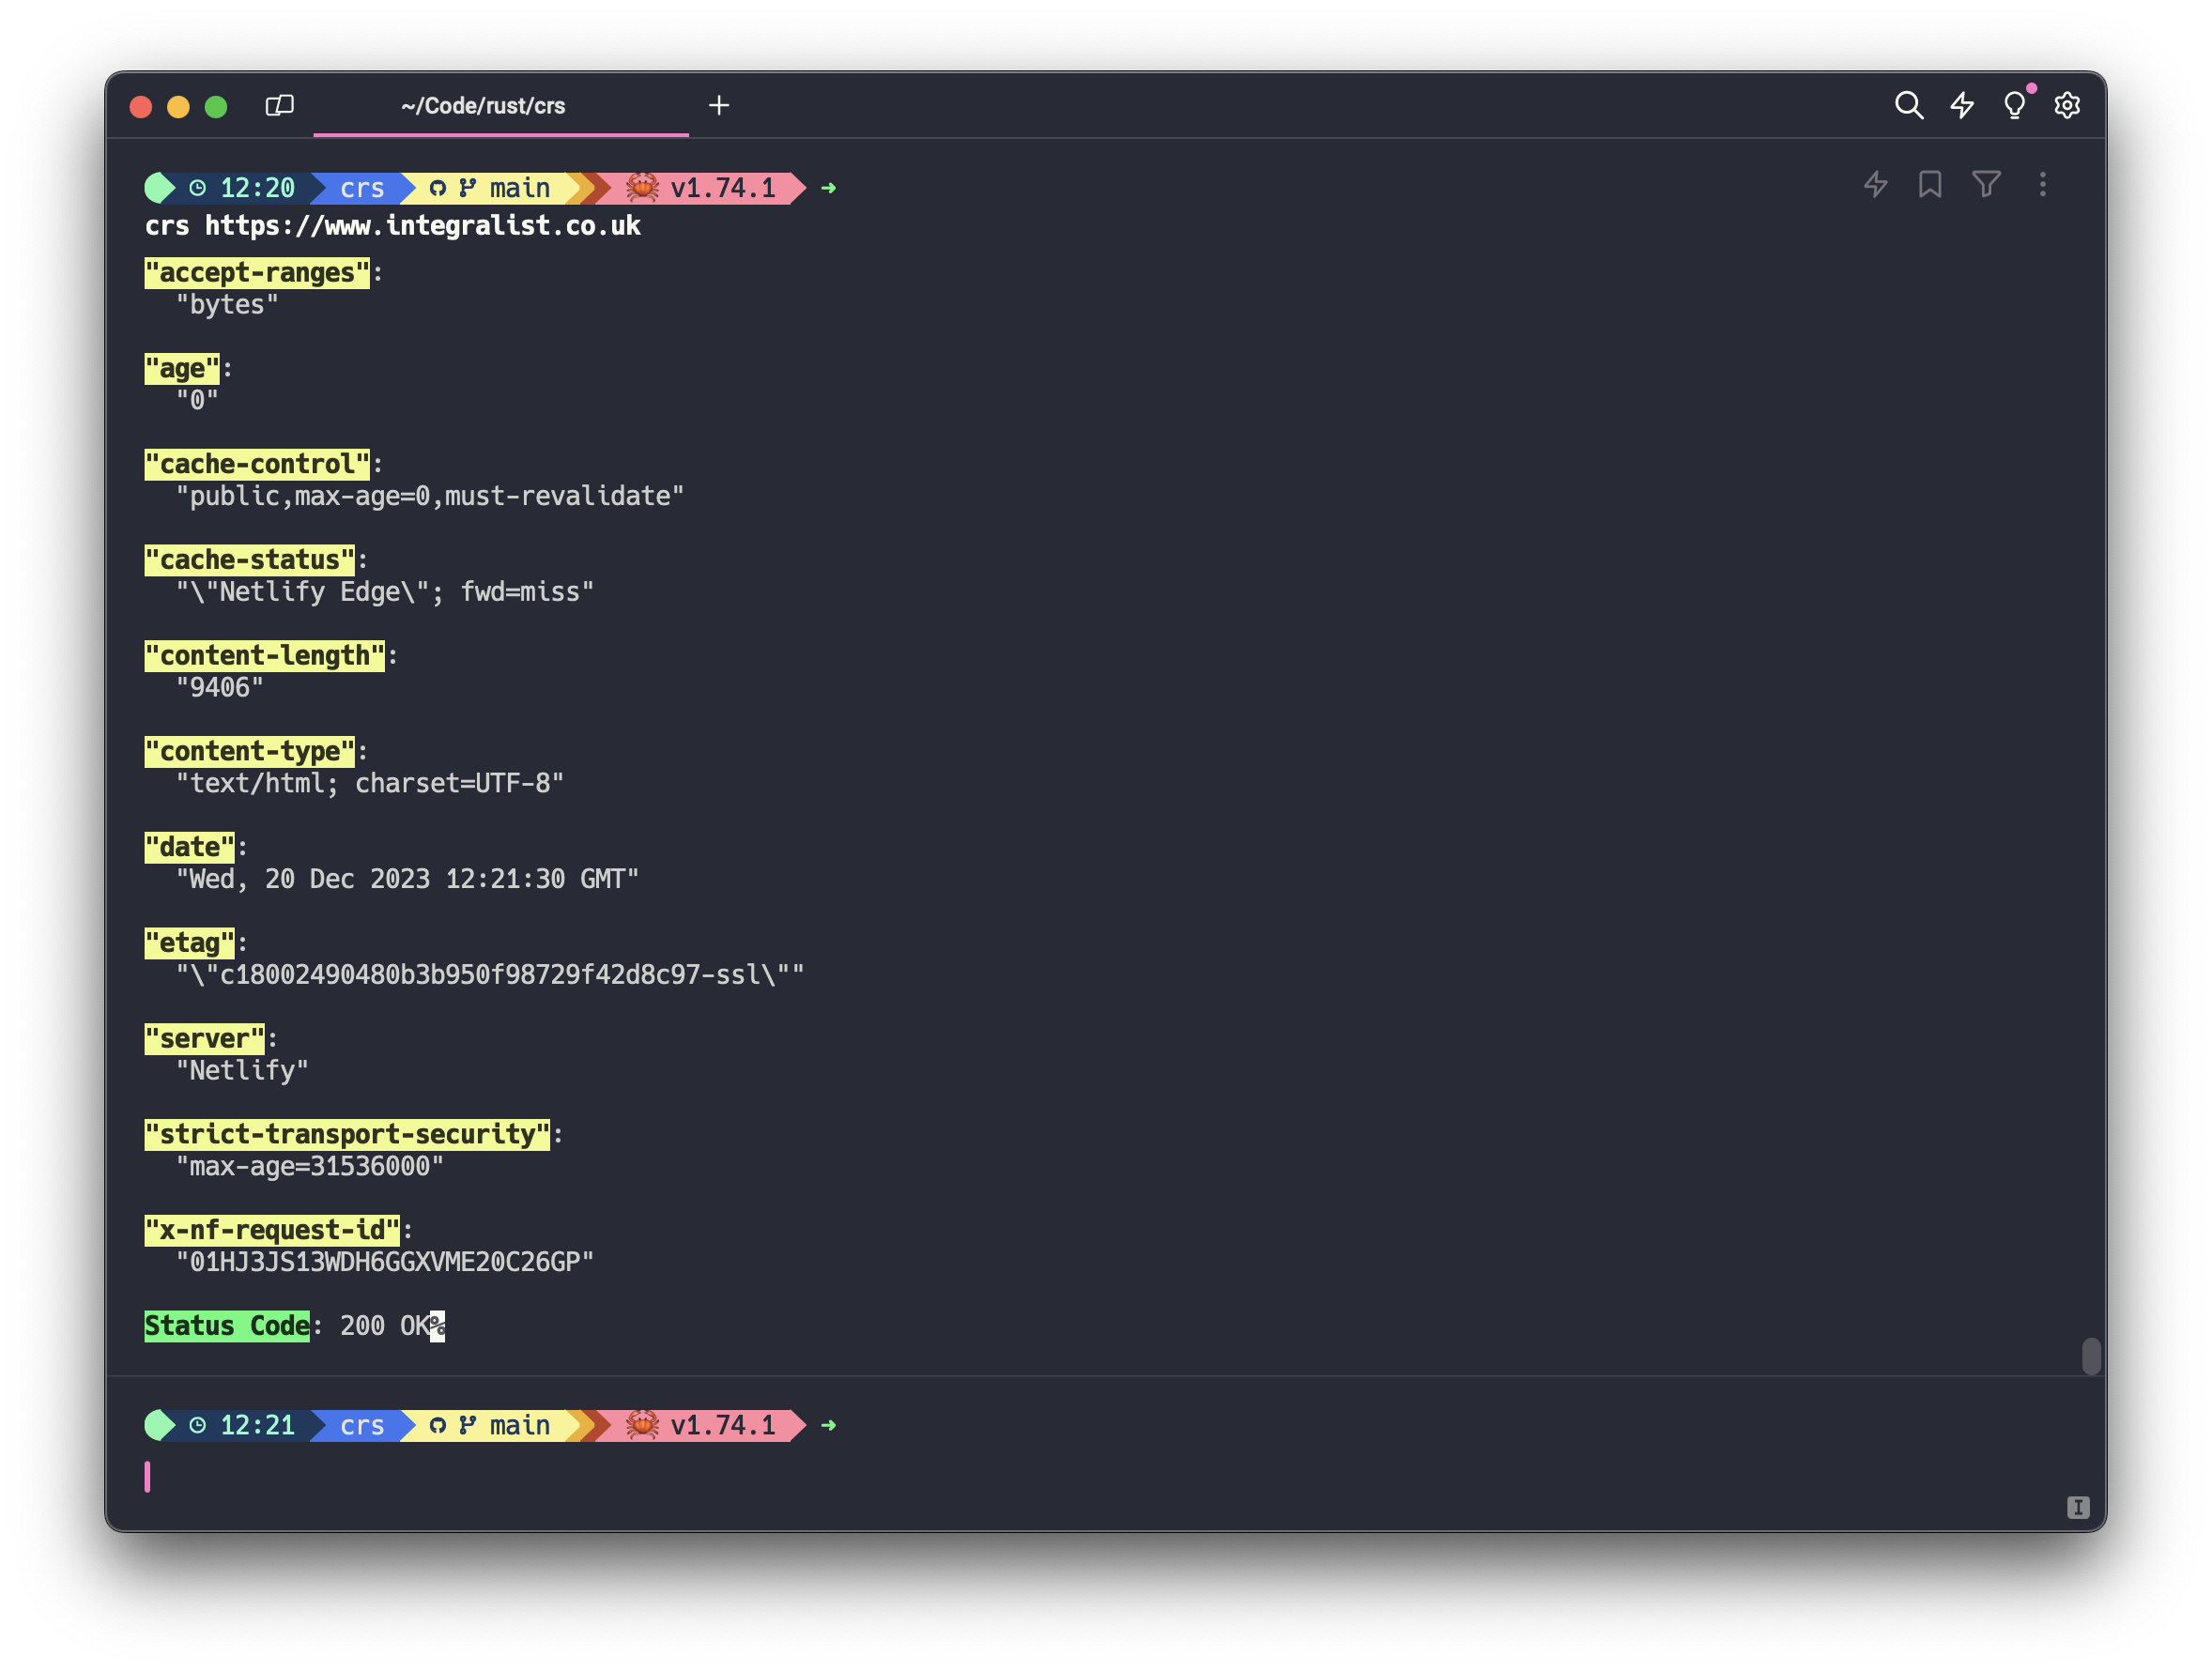 ~/Code/rust/crs
12:20 crs main v1.74.1
crs https://www.integralist.co.uk
"accept-ranges":
"bytes"
"age":
"0"
"cache-control":
"public,max-age=0,must-revalidate"
"cache-status":
"\"Netlify Edge\"; fwd=miss"
"content-length":
"9406"
"content-type":
"text/html; charset=UTF-8"
"date":
"Wed, 20 Dec 2023 12:21:30 GMT"
"etag":
"\"c18002490480b3b950f98729f42d8c97-ssl\""
"server":
"Netlify"
"strict-transport-security":
"max-age=31536000"
"x-nf-request-id":
"01HJ3JS13WDH6GGXVME20C26GP"
Status Code: 200 OK%
12:21 crs main v1.74.1
I